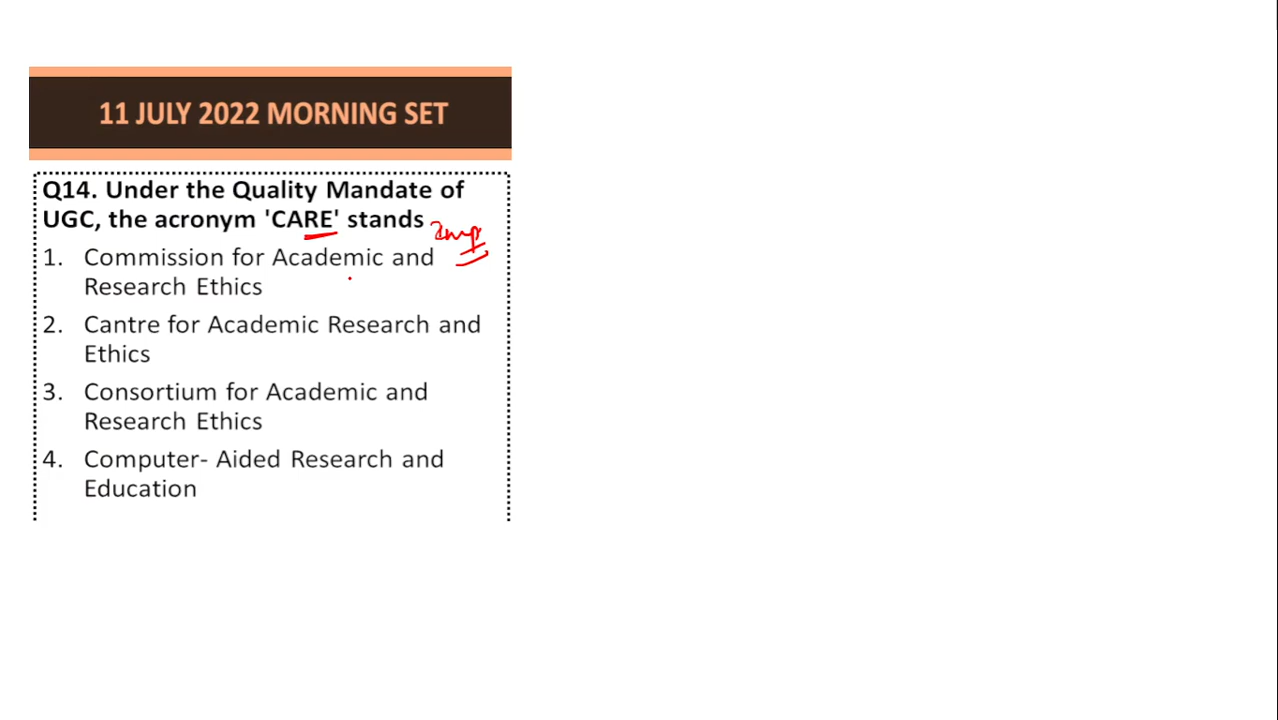 11 JULY 2022 MORNING SET
Q14. Under the Quality Mandate of
UGC, the acronym 'CARE' stands
Imp
1. Commission for Academic and
Research Ethics
2. Cantre for Academic Research and
Ethics
3. Consortium for Academic and
Research Ethics
4. Computer- Aided Research and
Education